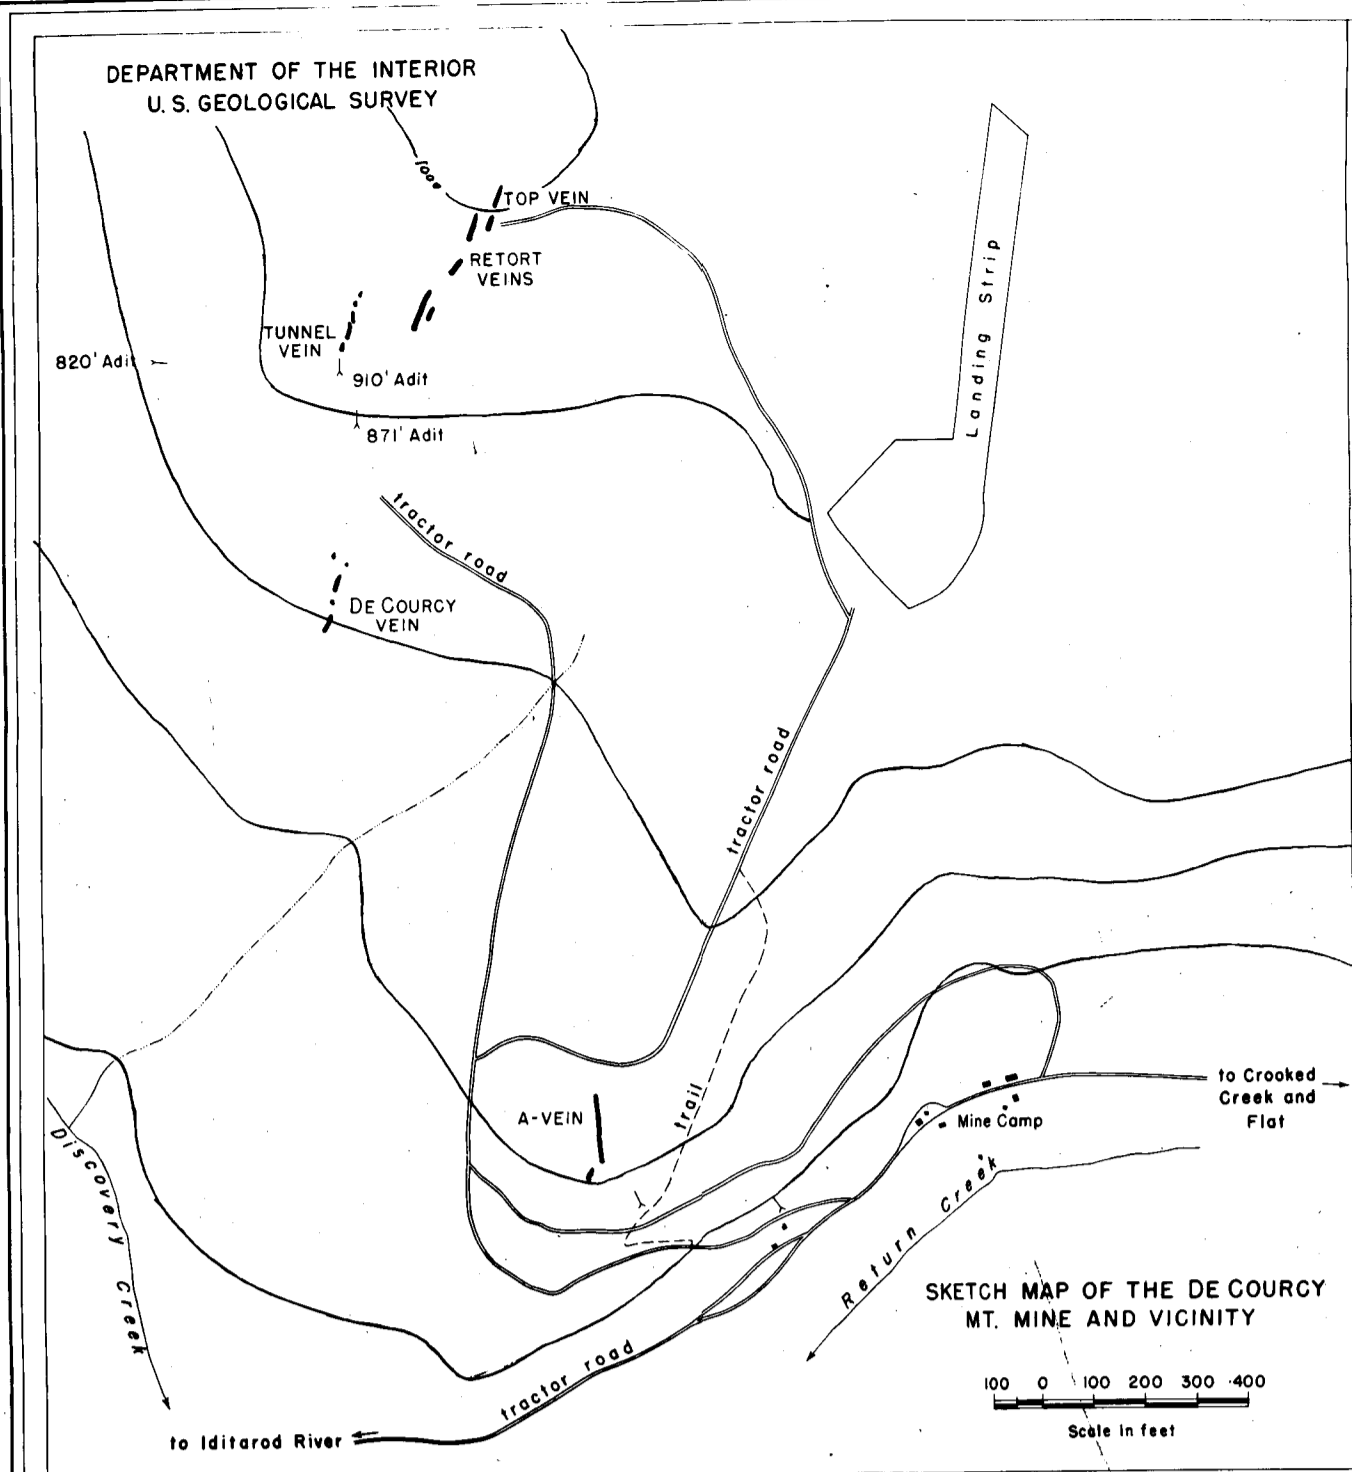 DEPARTMENT OF THE INTERIOR
U. S. GEOLOGICAL SURVEY
1000
TOP VEIN
RETORT
VEINS
TUNNEL
VEIN
820' Adit
910' Adit
871' Adit
Landing Strip
tractor road
DE COURCY
VEIN
tractor road
A-VEIN
trail
Mine Camp
to Crooked
Creek and
Flat
Discovery Creek
Return Creek
tractor road
to Iditarod River
SKETCH MAP OF THE DE COURCY
MT. MINE AND VICINITY
100 0 100 200 300 400
Scale in feet